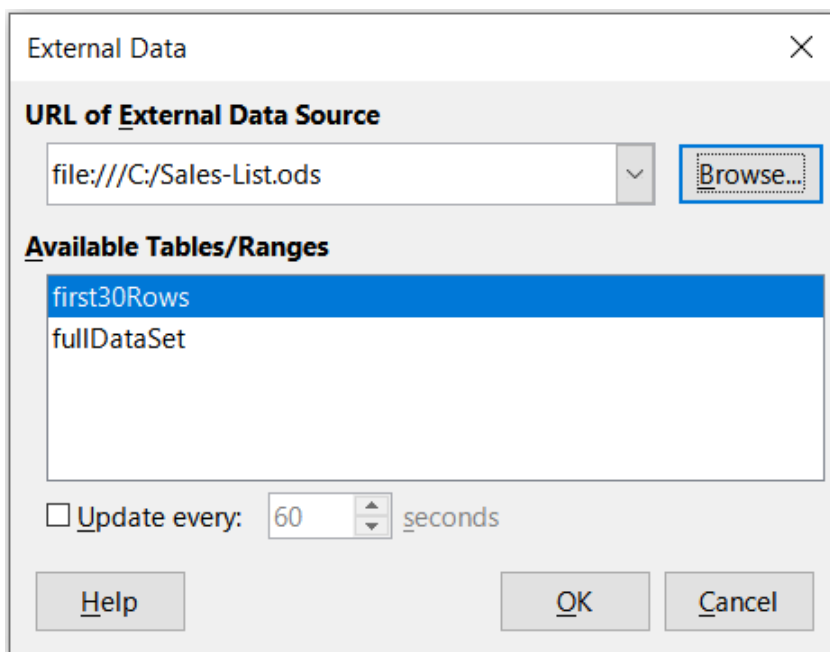 External Data
URL of External Data Source
file:///C:/Sales-List.ods
Browse...
Available Tables/Ranges
first30Rows
fullDataSet
Update every: 60 seconds
Help OK Cancel